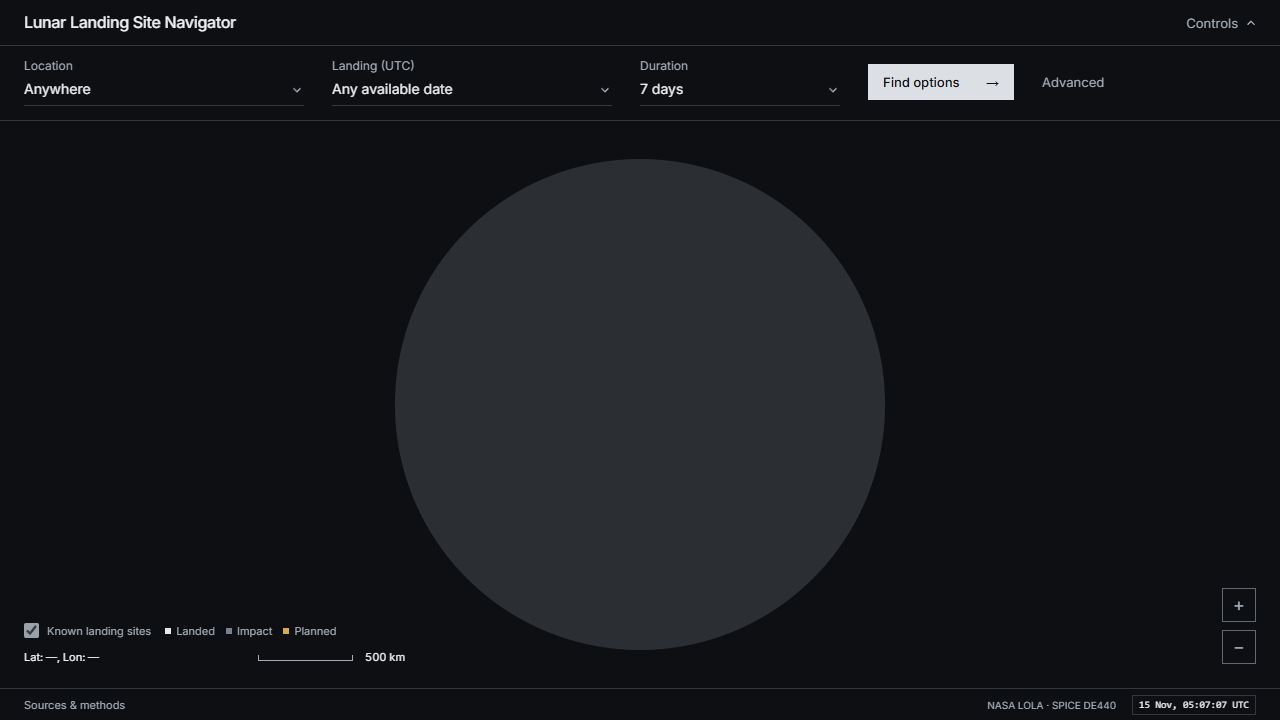 Lunar Landing Site Navigator
Controls
Location
Anywhere
Landing (UTC)
Any available date
Duration
7 days
Find options →
Advanced
Known landing sites
Landed
Impact
Planned
Lat: —, Lon: —
500 km
+
−
Sources & methods
NASA LOLA · SPICE DE440
15 Nov, 05:07:07 UTC